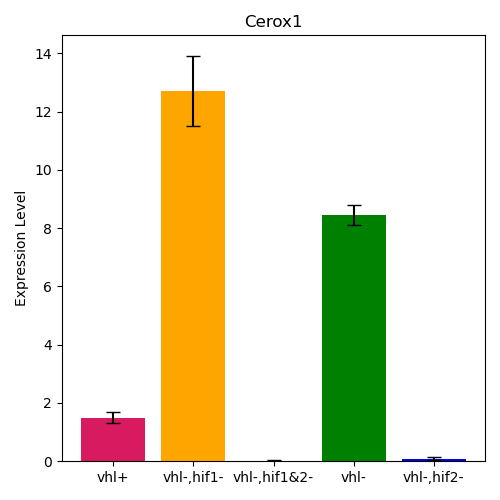 Cerox1
Expression Level
14
12
10
8
6
4
2
0
vhl+
vhl-,hif1-
vhl-,hif1&2-
vhl-
vhl-,hif2-